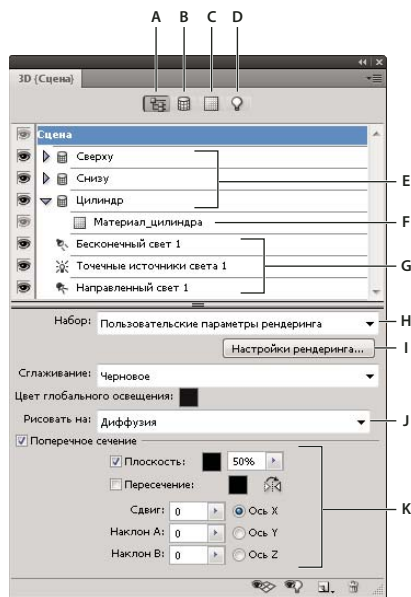 A B C D
3D {Сцена}
Сцена
Сверху
Снизу
E
Цилиндр
Материал_цилиндра
F
Бесконечный свет 1
G
Точечные источники света 1
Направленный свет 1
Набор: Пользовательские параметры рендеринга
H
Настройки рендеринга...
I
Сглаживание: Черновое
Цвет глобального освещения:
Рисовать на: Диффузия
J
Поперечное сечение
Плоскость: 50%
Пересечение:
K
Сдвиг: 0 Ось X
Наклон A: 0 Ось Y
Наклон B: 0 Ось Z